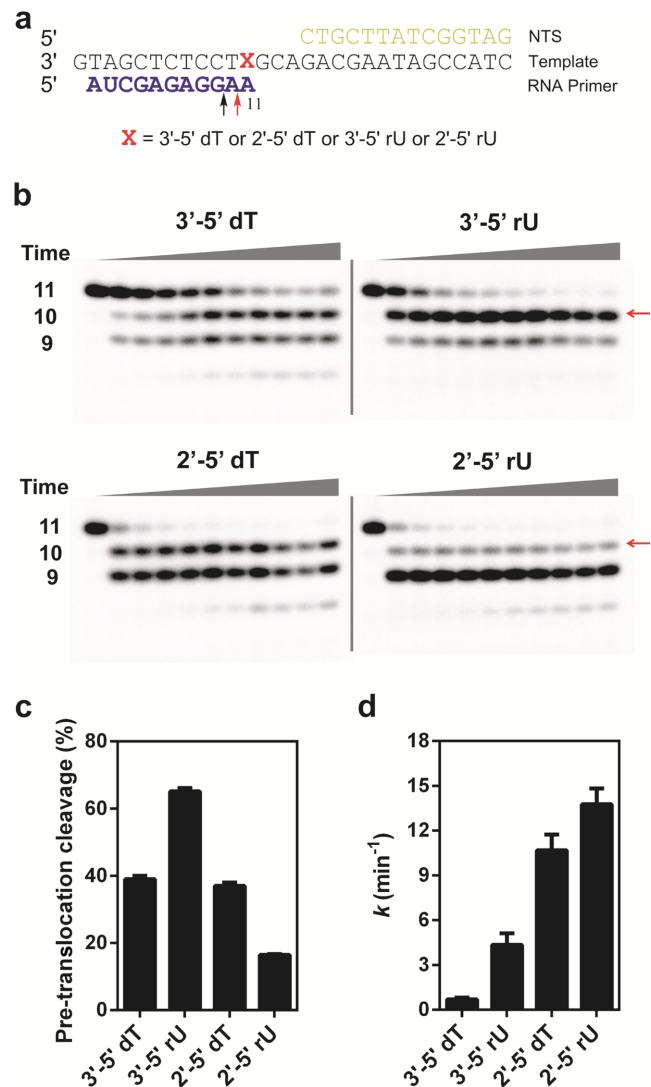 a
5' CTGCTTATCGGTAG NTS
3' GTAGCTCTCCTXGCAGACGAATAGCCATC Template
5' AUCGAGAGGAA RNA Primer
11
X = 3'-5' dT or 2'-5' dT or 3'-5' rU or 2'-5' rU
b
3'-5' dT 3'-5' rU
Time
11
10
9
2'-5' dT 2'-5' rU
Time
11
10
9
c
Pre-translocation cleavage (%)
80
60
40
20
0
3'-5' dT
3'-5' rU
2'-5' dT
2'-5' rU
d
k (min-1)
18
15
12
9
6
3
0
3'-5' dT
3'-5' rU
2'-5' dT
2'-5' rU